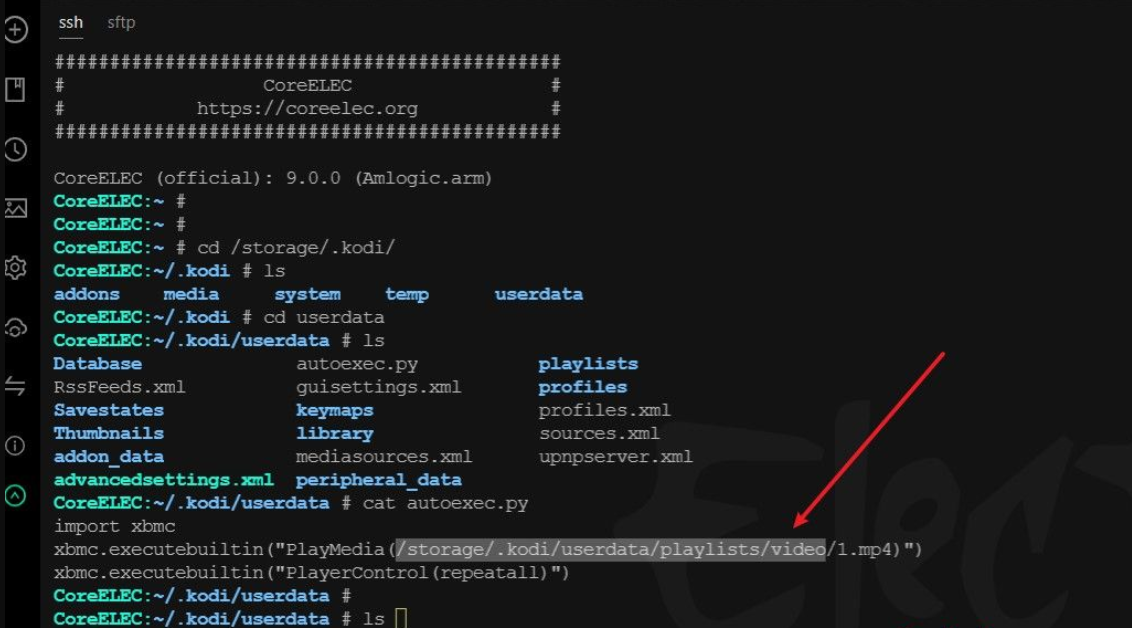 ssh sftp
##############################################
# CoreELEC #
# https://coreelec.org #
##############################################
CoreELEC (official): 9.0.0 (Amlogic.arm)
CoreELEC:~ #
CoreELEC:~ #
CoreELEC:~ # cd /storage/.kodi/
CoreELEC:~/.kodi # ls
addons media system temp userdata
CoreELEC:~/.kodi # cd userdata
CoreELEC:~/.kodi/userdata # ls
Database autoexec.py playlists
RssFeeds.xml guisettings.xml profiles
Savestates keymaps profiles.xml
Thumbnails library sources.xml
addon_data mediasources.xml upnpserver.xml
advancedsettings.xml peripheral_data
CoreELEC:~/.kodi/userdata # cat autoexec.py
import xbmc
xbmc.executebuiltin("PlayMedia(/storage/.kodi/userdata/playlists/video/1.mp4)")
xbmc.executebuiltin("PlayerControl(repeatall)")
CoreELEC:~/.kodi/userdata #
CoreELEC:~/.kodi/userdata # ls